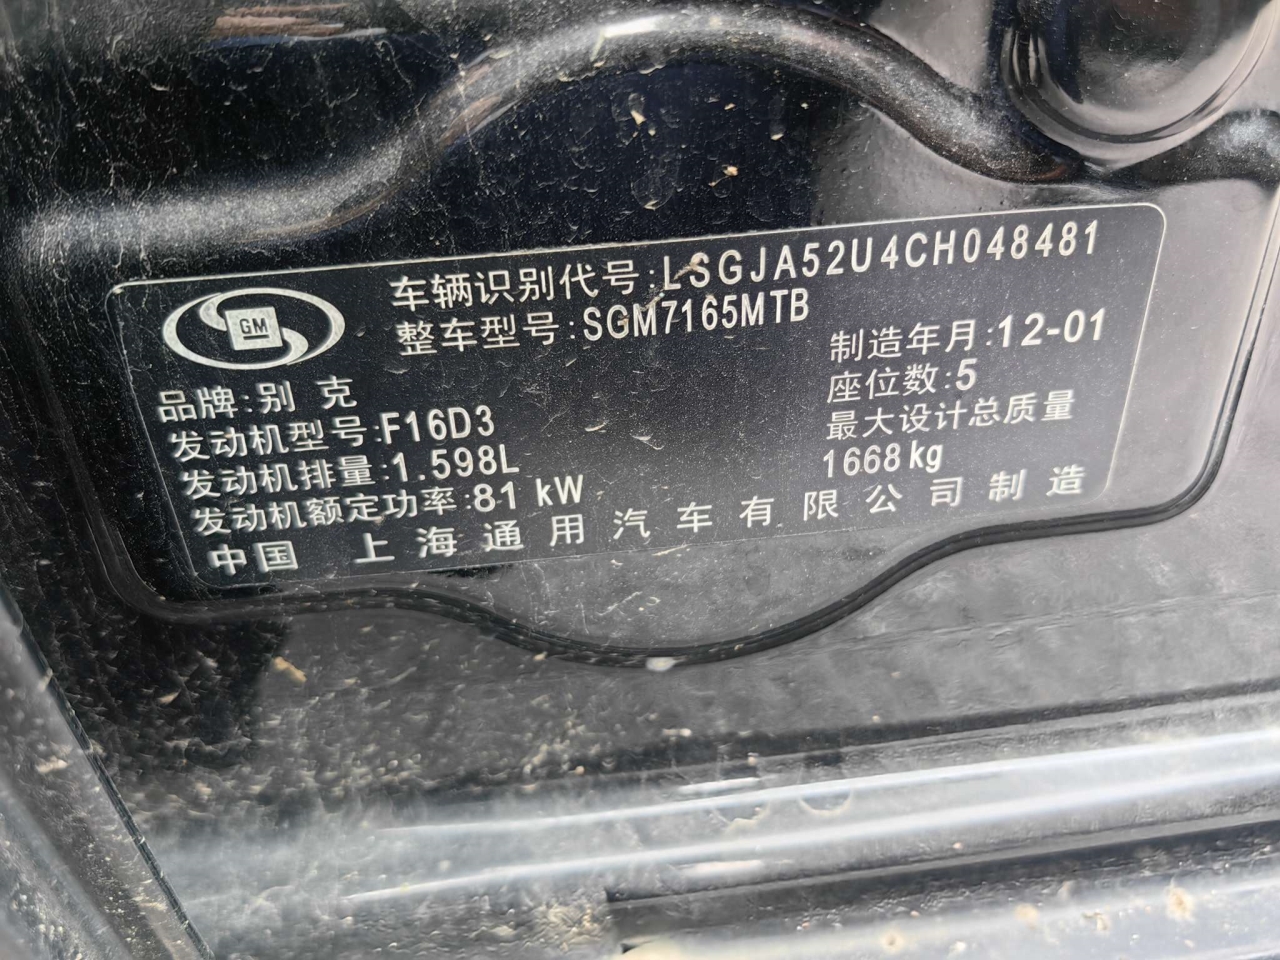 GM
车辆识别代号:LSGJA52U4CH048481
整车型号:SGM7165MTB
品牌:别克
制造年月:12-01
发动机型号:F16D3
座位数:5
发动机排量:1.598L
最大设计总质量
1668kg
发动机额定功率:81 kW
中国 上海通用汽车有限公司制造